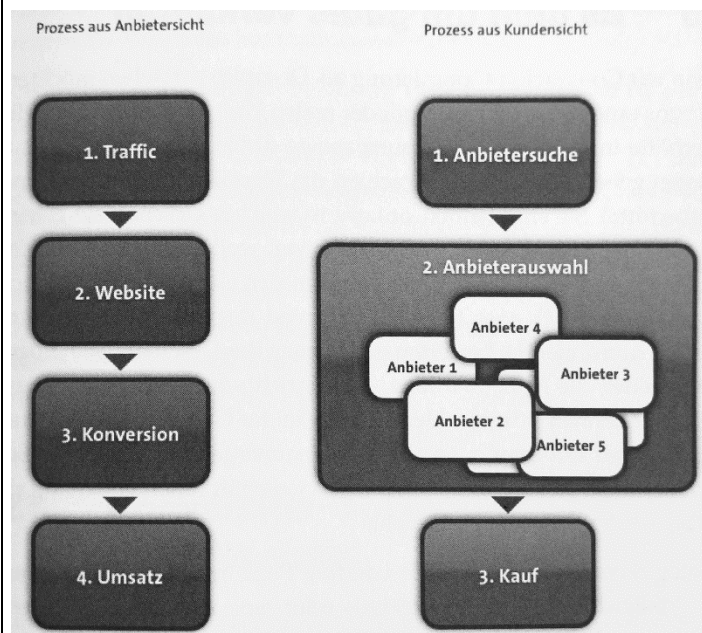 Prozess aus Anbietersicht
1. Traffic
2. Website
3. Konversion
4. Umsatz
Prozess aus Kundensicht
1. Anbietersuche
2. Anbieterauswahl
Anbieter 4
Anbieter 1
Anbieter 3
Anbieter 2
Anbieter 5
3. Kauf